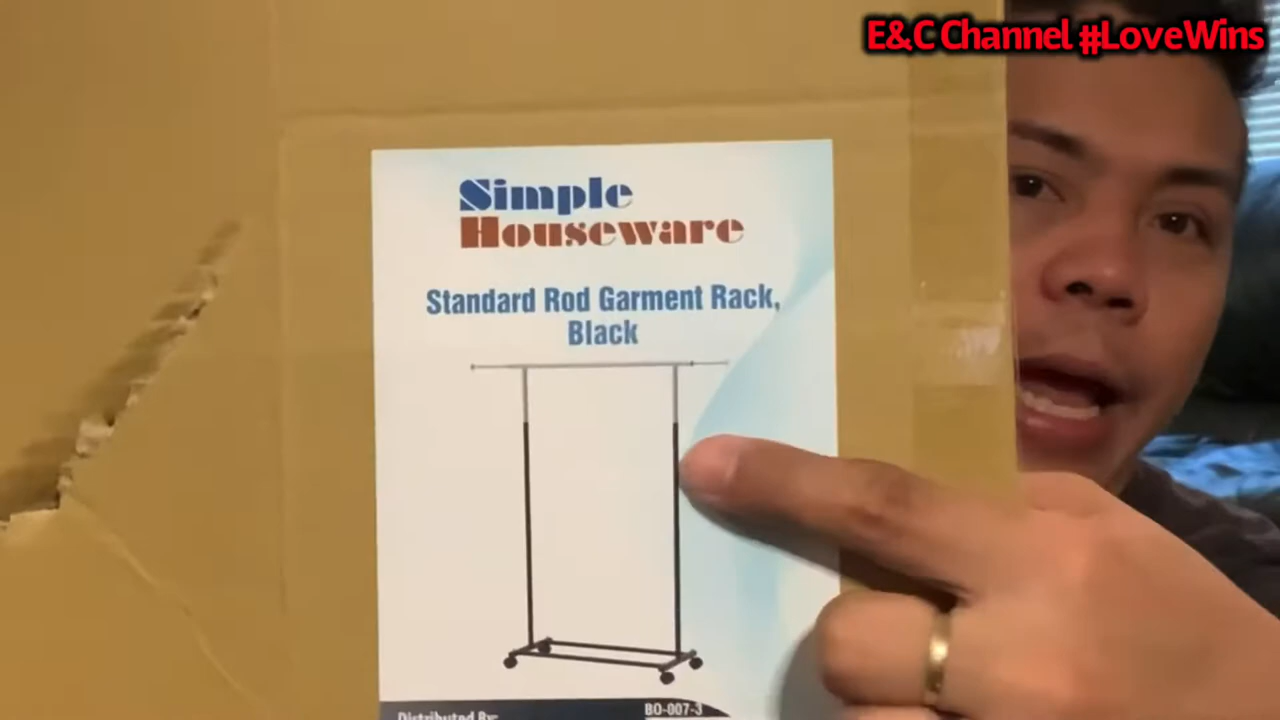 E&C Channel #LoveWins
Simple
Houseware
Standard Rod Garment Rack,
Black
Distributed By:
BO-007-3